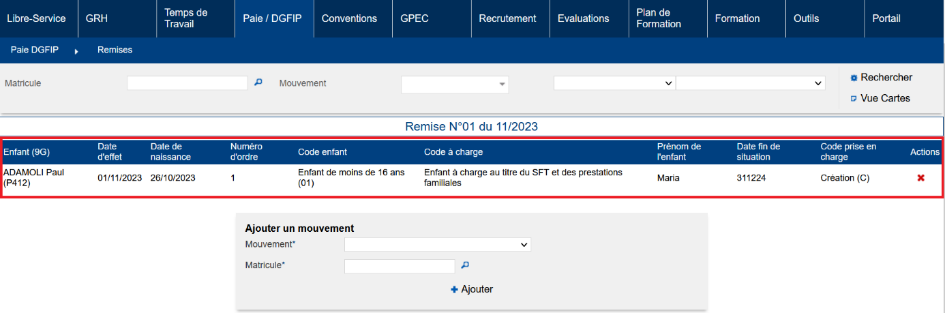 Libre-Service GRH Temps de Travail Paie / DGFIP Conventions GPEC Recrutement Evaluations Plan de Formation Formation Outils Portail
Paie DGFIP Remises
Matricule Mouvement Rechercher
Vue Cartes
Remise N°01 du 11/2023
Enfant (9G) Date d'effet Date de naissance Numéro d'ordre Code enfant Code à charge Prénom de l'enfant Date fin de situation Code prise en charge Actions
ADAMOLI Paul (P412) 01/11/2023 26/10/2023 1 Enfant de moins de 16 ans (01) Enfant à charge au titre du SFT et des prestations familiales Maria 311224 Création (C)
Ajouter un mouvement
Mouvement*
Matricule*
Ajouter